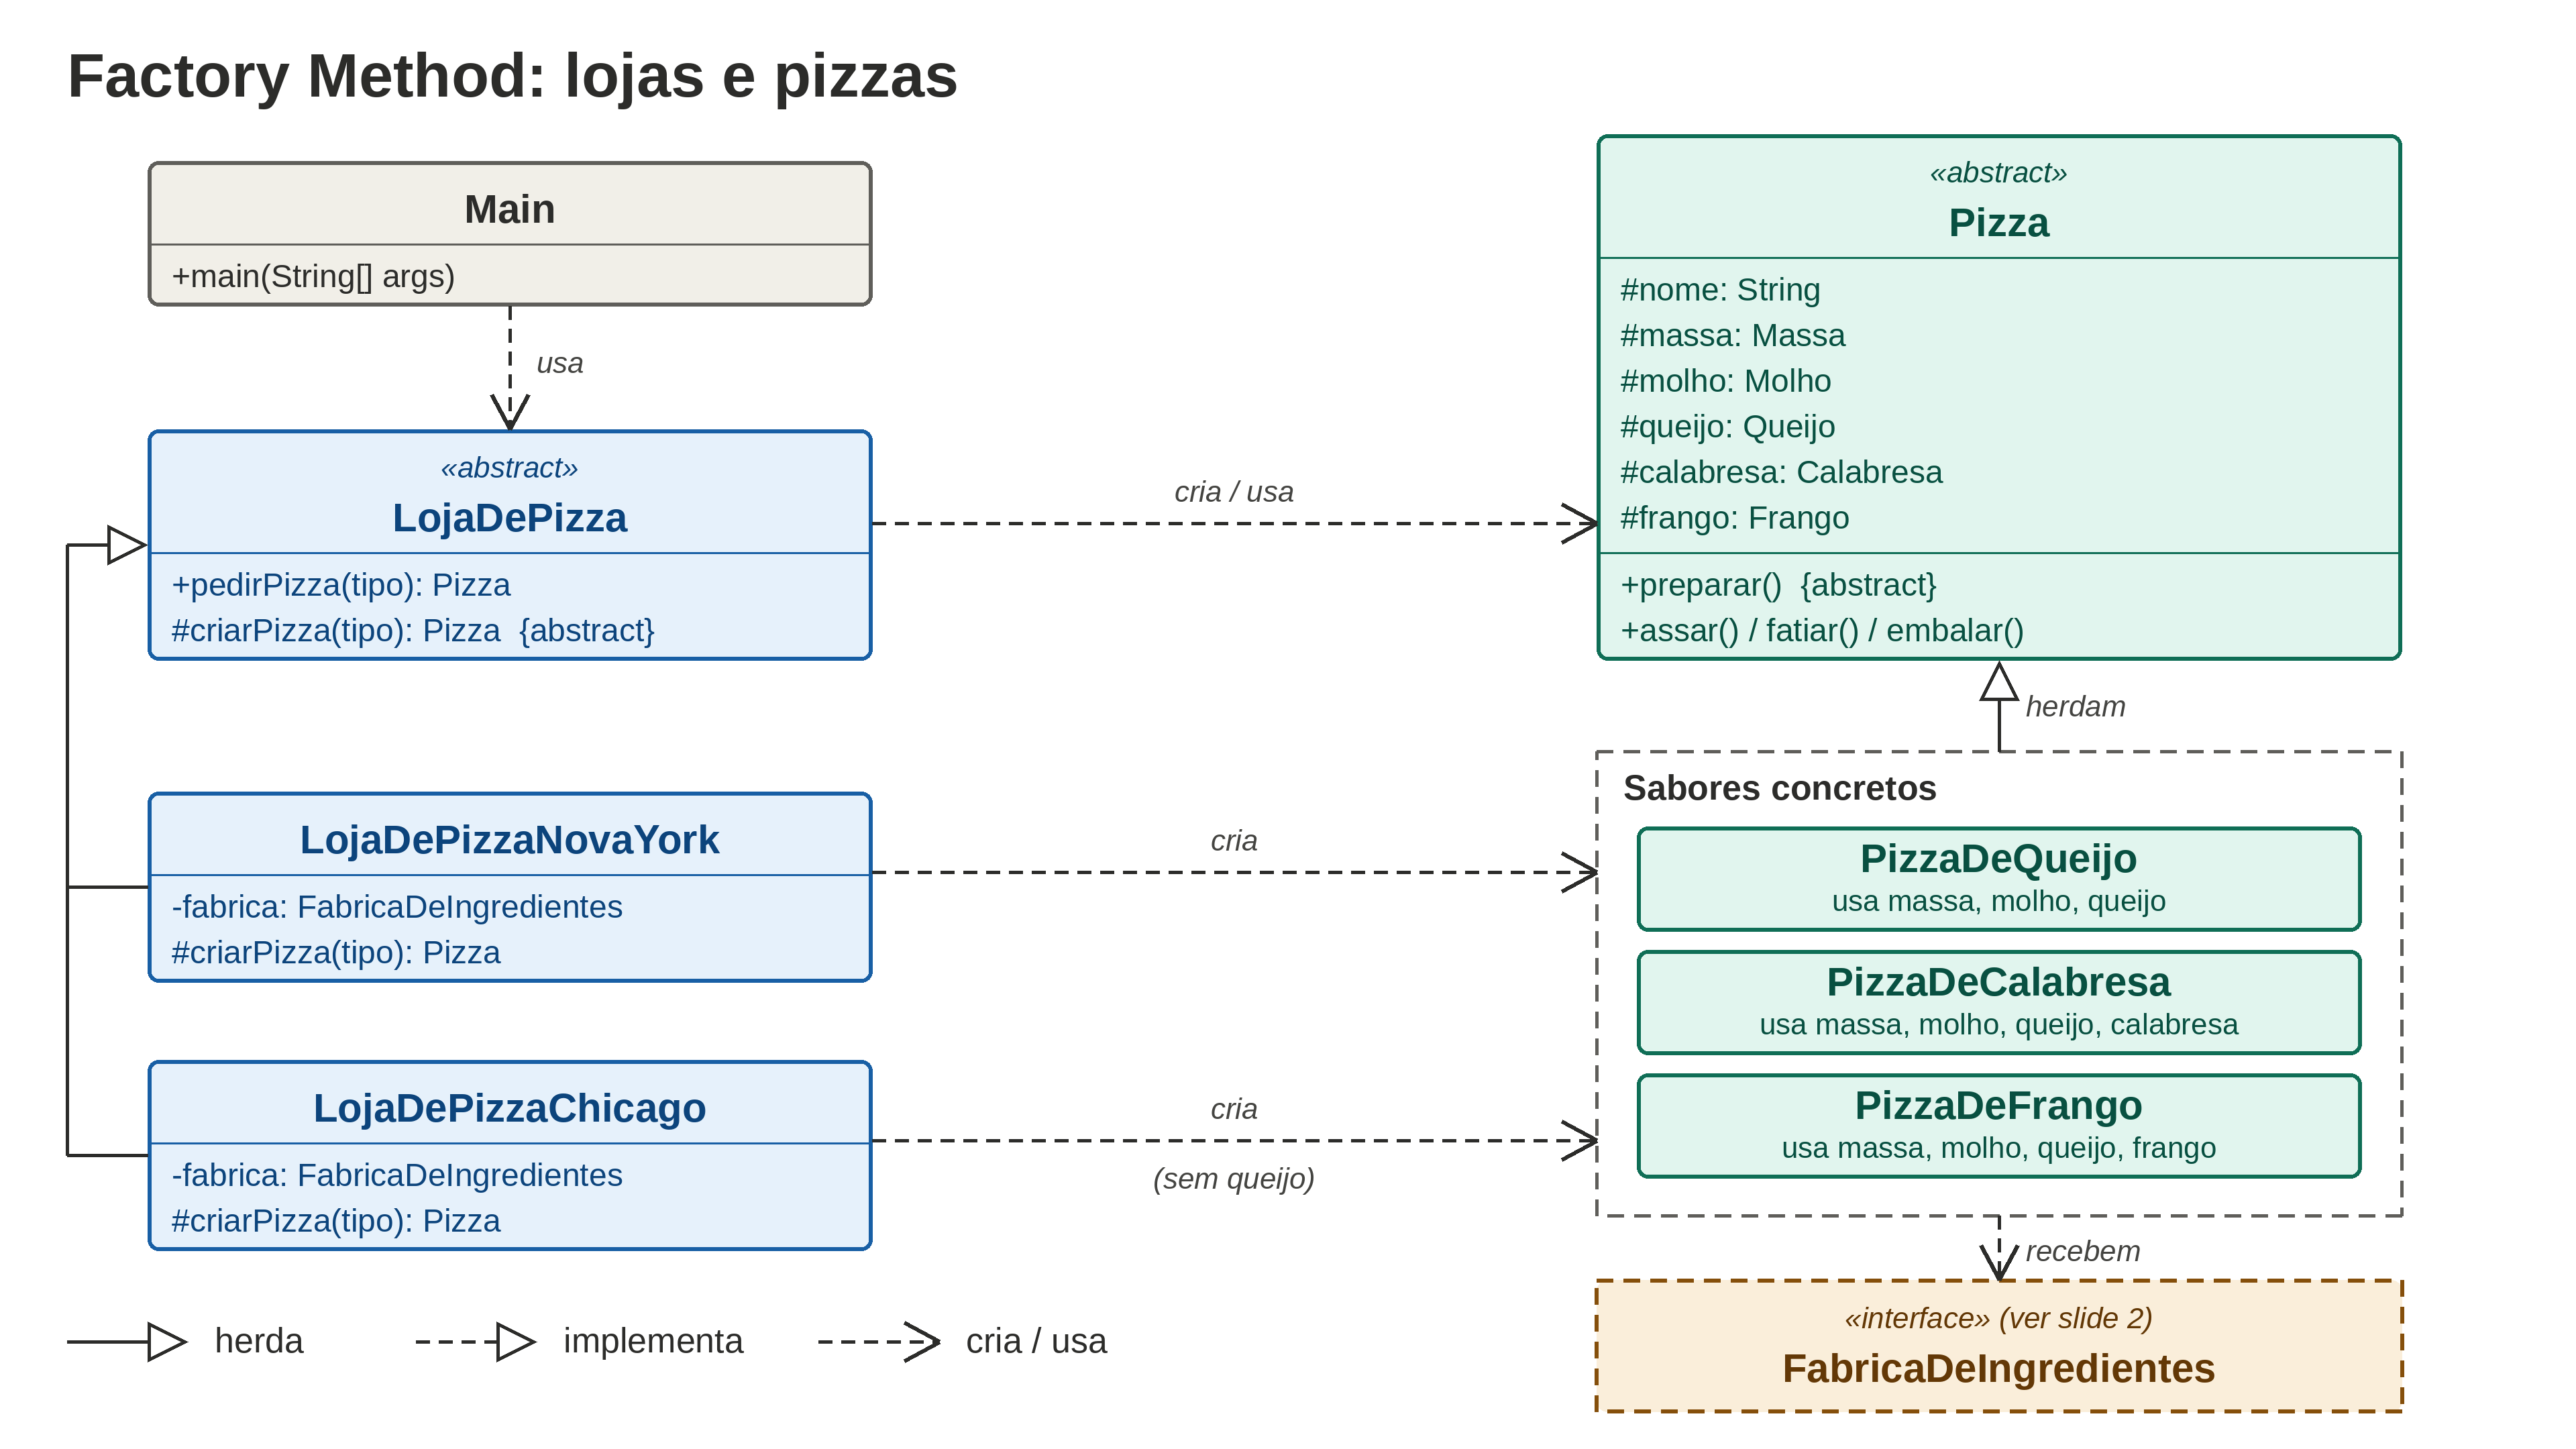 Factory Method: lojas e pizzas
Main
+main(String[] args)
usa
«abstract»
LojaDePizza
+pedirPizza(tipo): Pizza
#criarPizza(tipo): Pizza  {abstract}
cria / usa
«abstract»
Pizza
#nome: String
#massa: Massa
#molho: Molho
#queijo: Queijo
#calabresa: Calabresa
#frango: Frango
+preparar()  {abstract}
+assar() / fatiar() / embalar()
herdam
LojaDePizzaNovaYork
-fabrica: FabricaDeIngredientes
#criarPizza(tipo): Pizza
cria
Sabores concretos
PizzaDeQueijo
usa massa, molho, queijo
PizzaDeCalabresa
usa massa, molho, queijo, calabresa
PizzaDeFrango
usa massa, molho, queijo, frango
LojaDePizzaChicago
-fabrica: FabricaDeIngredientes
#criarPizza(tipo): Pizza
cria
(sem queijo)
recebem
«interface» (ver slide 2)
FabricaDeIngredientes
herda
implementa
cria / usa